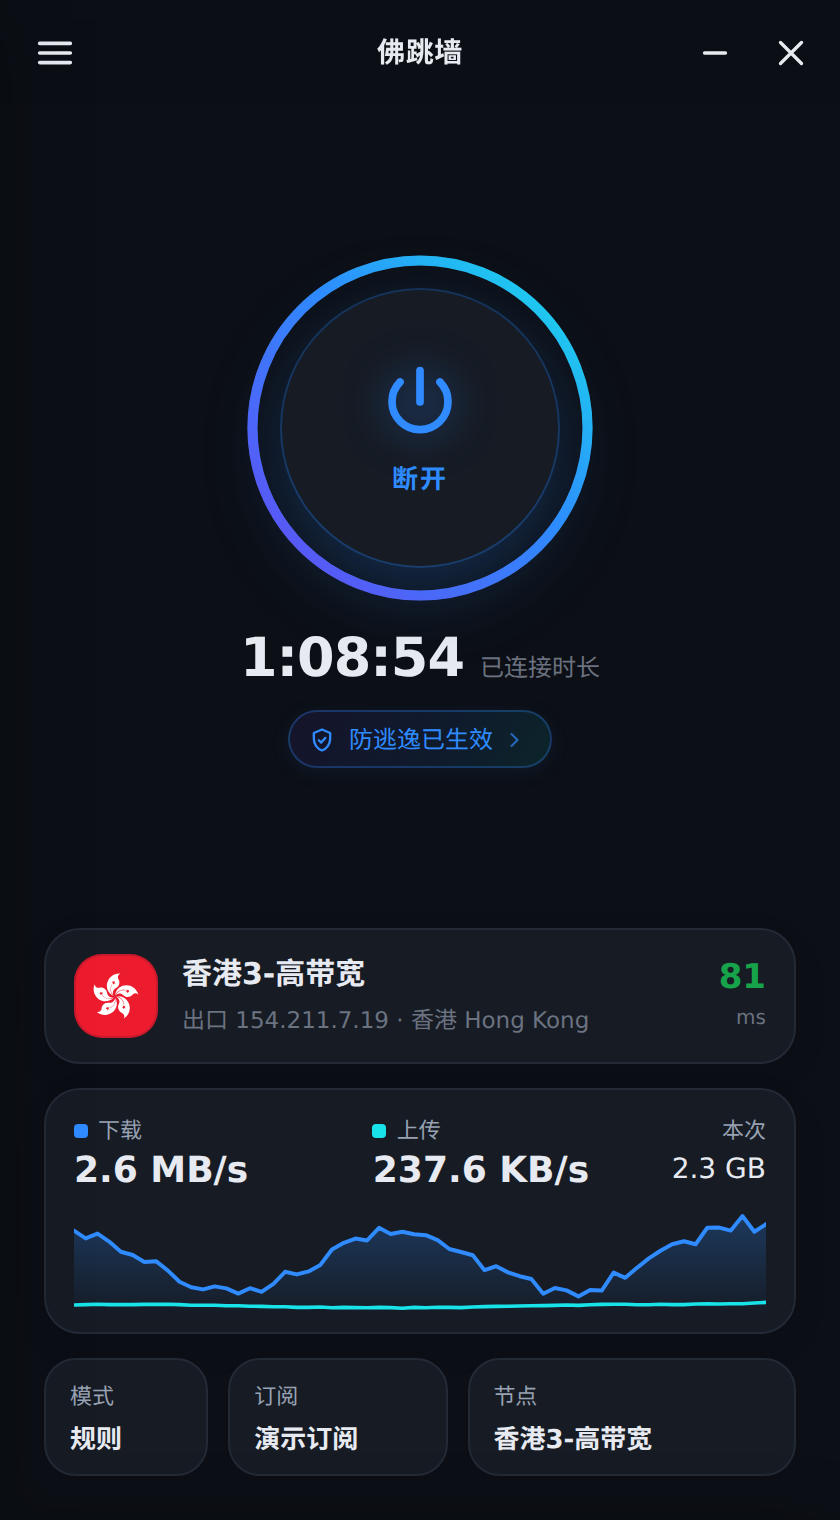 佛跳墙
断开
1:08:54 已连接时长
防逃逸已生效
香港3-高带宽
81
出口 154.211.7.19 · 香港 Hong Kong
ms
下载
上传
本次
2.6 MB/s
237.6 KB/s
2.3 GB
模式
订阅
节点
规则
演示订阅
香港3-高带宽